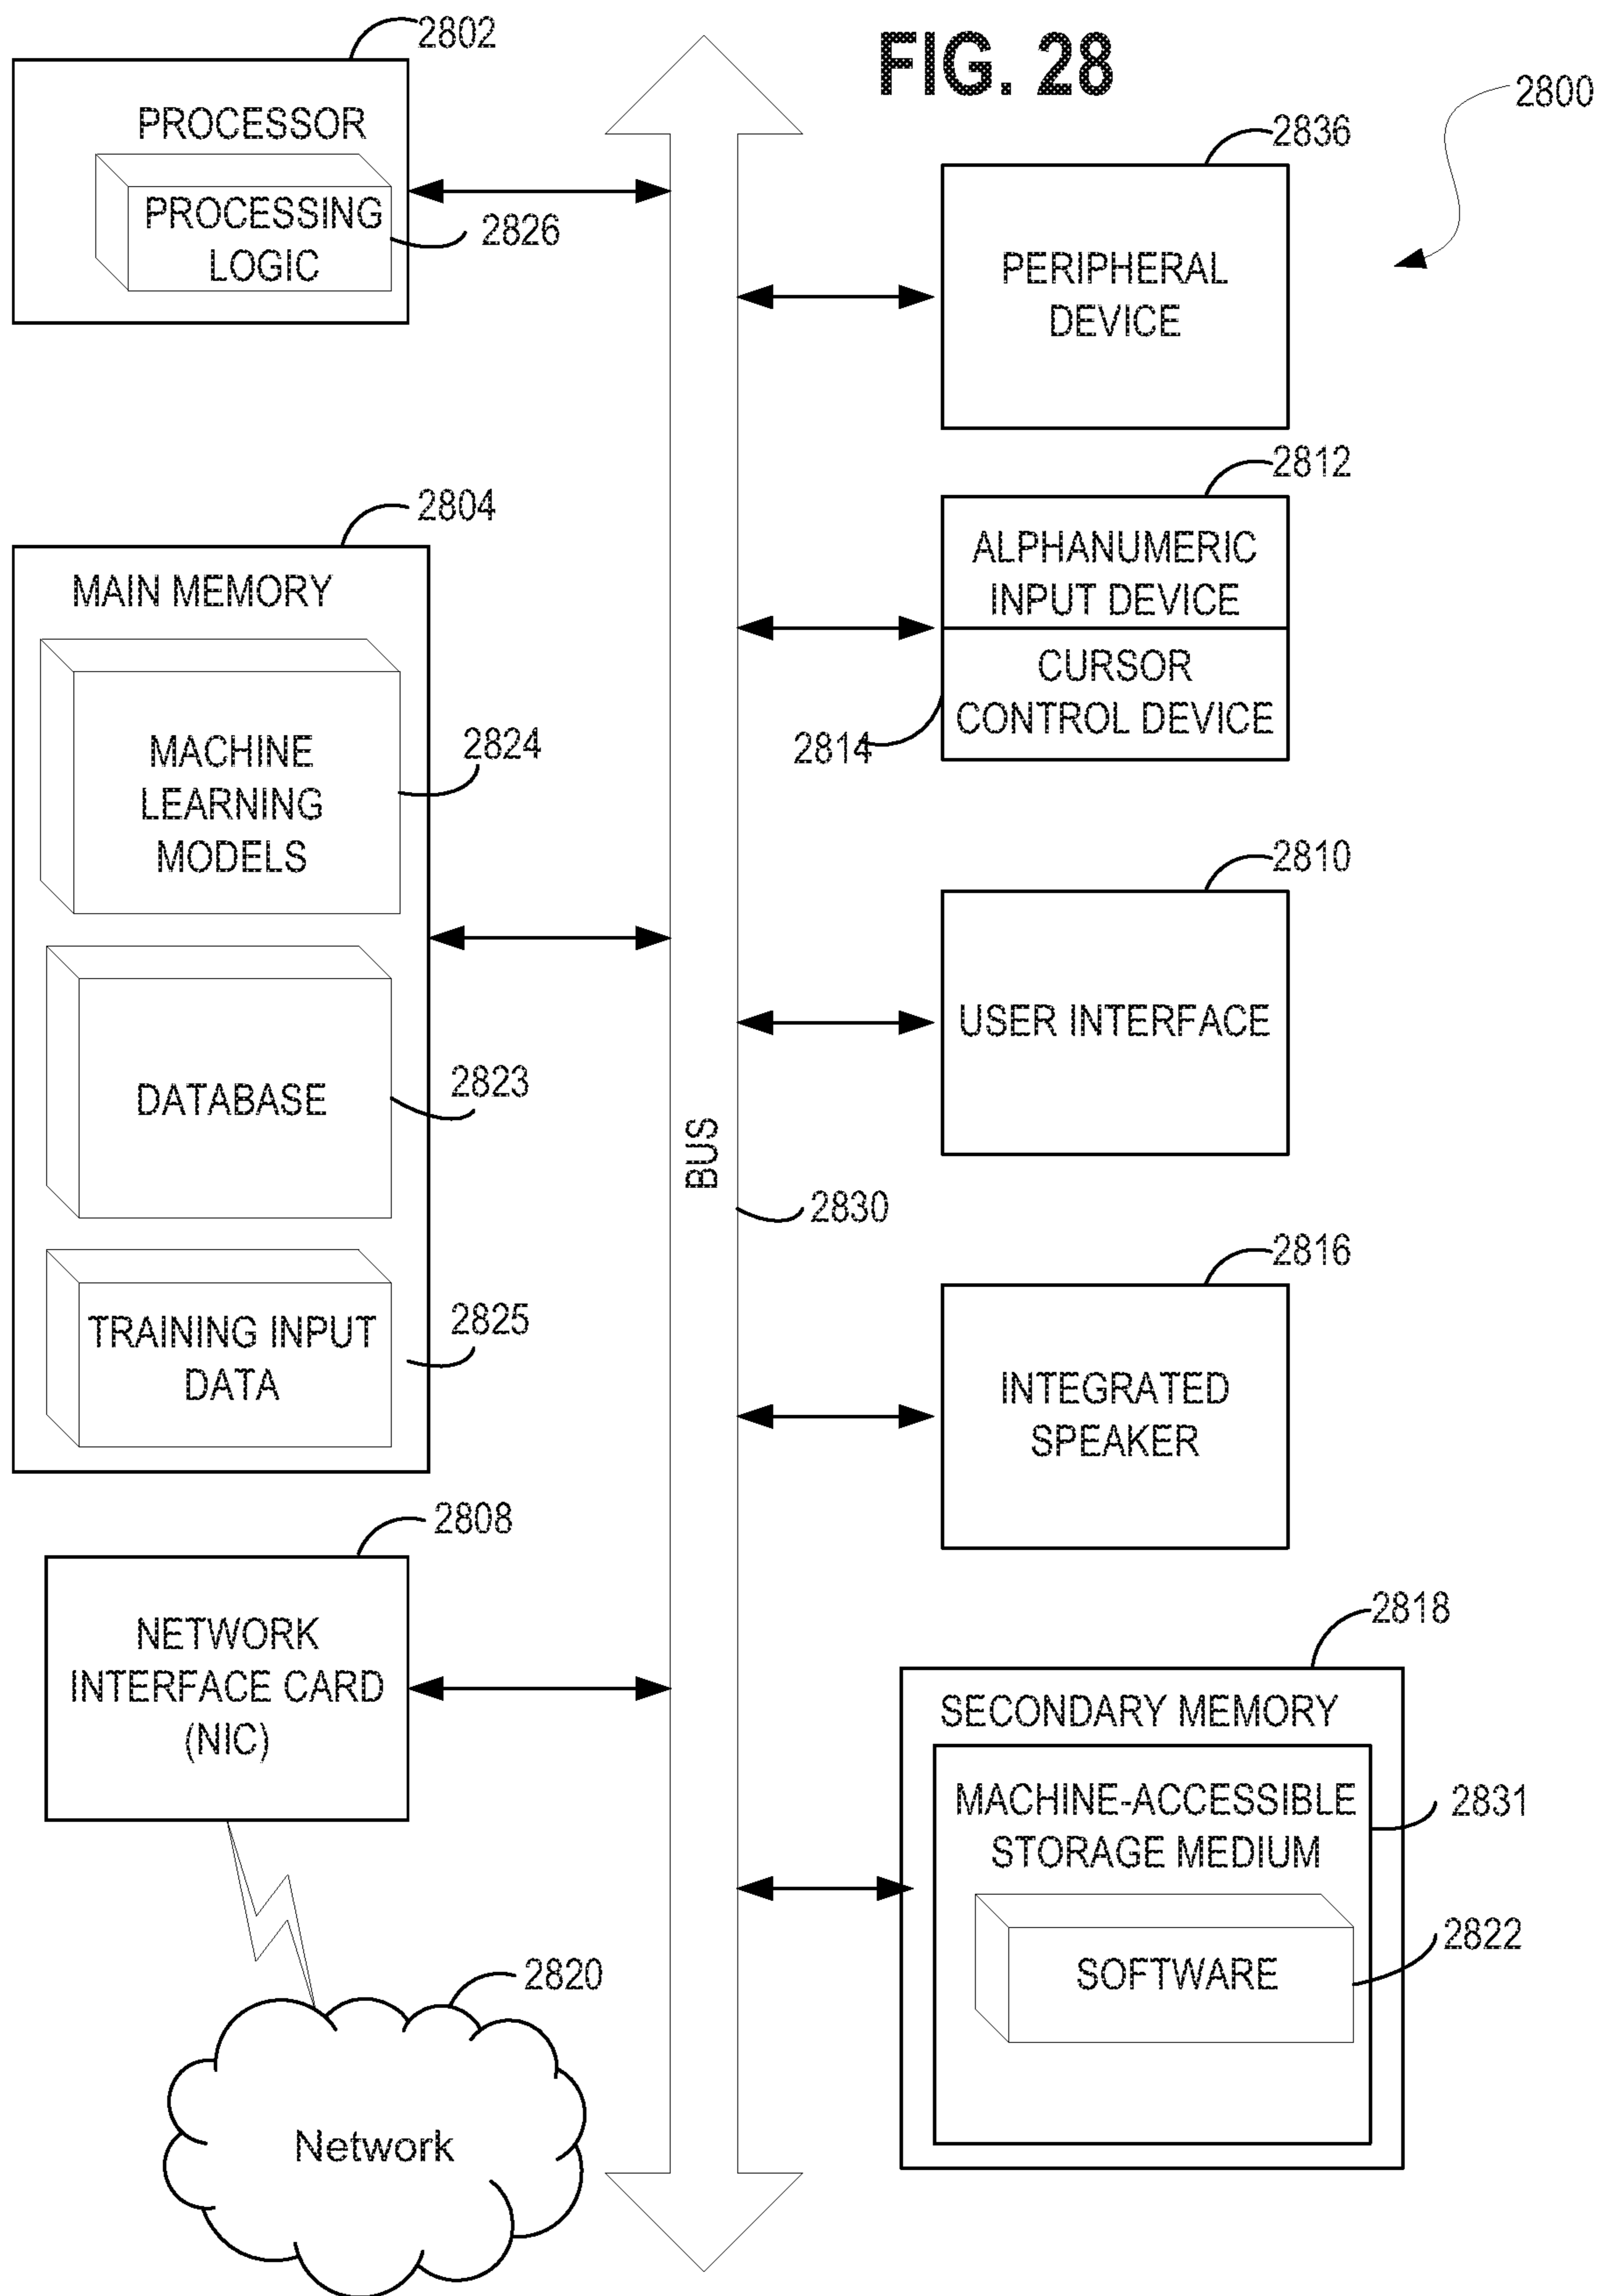 FIG. 28
2800
2802
PROCESSOR
PROCESSING
LOGIC
2826
2804
MAIN MEMORY
MACHINE
LEARNING
MODELS
2824
DATABASE
2823
TRAINING INPUT
DATA
2825
2808
NETWORK
INTERFACE CARD
(NIC)
2820
Network
BUS
2830
2836
PERIPHERAL
DEVICE
2812
ALPHANUMERIC
INPUT DEVICE
CURSOR
CONTROL DEVICE
2814
2810
USER INTERFACE
2816
INTEGRATED
SPEAKER
2818
SECONDARY MEMORY
MACHINE-ACCESSIBLE
STORAGE MEDIUM
2831
SOFTWARE
2822